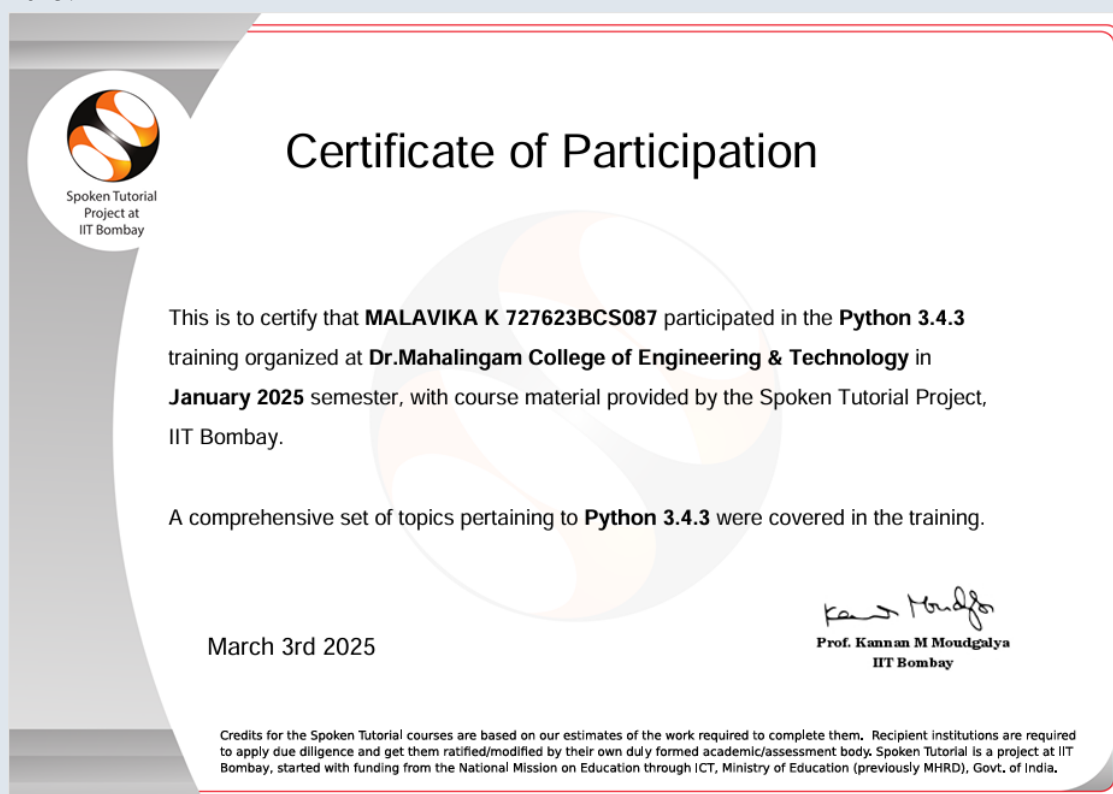 Spoken Tutorial
Project at
IIT Bombay
Certificate of Participation
This is to certify that MALAVIKA K 727623BCS087 participated in the Python 3.4.3
training organized at Dr.Mahalingam College of Engineering & Technology in
January 2025 semester, with course material provided by the Spoken Tutorial Project,
IIT Bombay.
A comprehensive set of topics pertaining to Python 3.4.3 were covered in the training.
March 3rd 2025
Prof. Kannan M Moudgalya
IIT Bombay
Credits for the Spoken Tutorial courses are based on our estimates of the work required to complete them. Recipient institutions are required
to apply due diligence and get them ratified/modified by their own duly formed academic/assessment body. Spoken Tutorial is a project at IIT
Bombay, started with funding from the National Mission on Education through ICT, Ministry of Education (previously MHRD), Govt. of India.